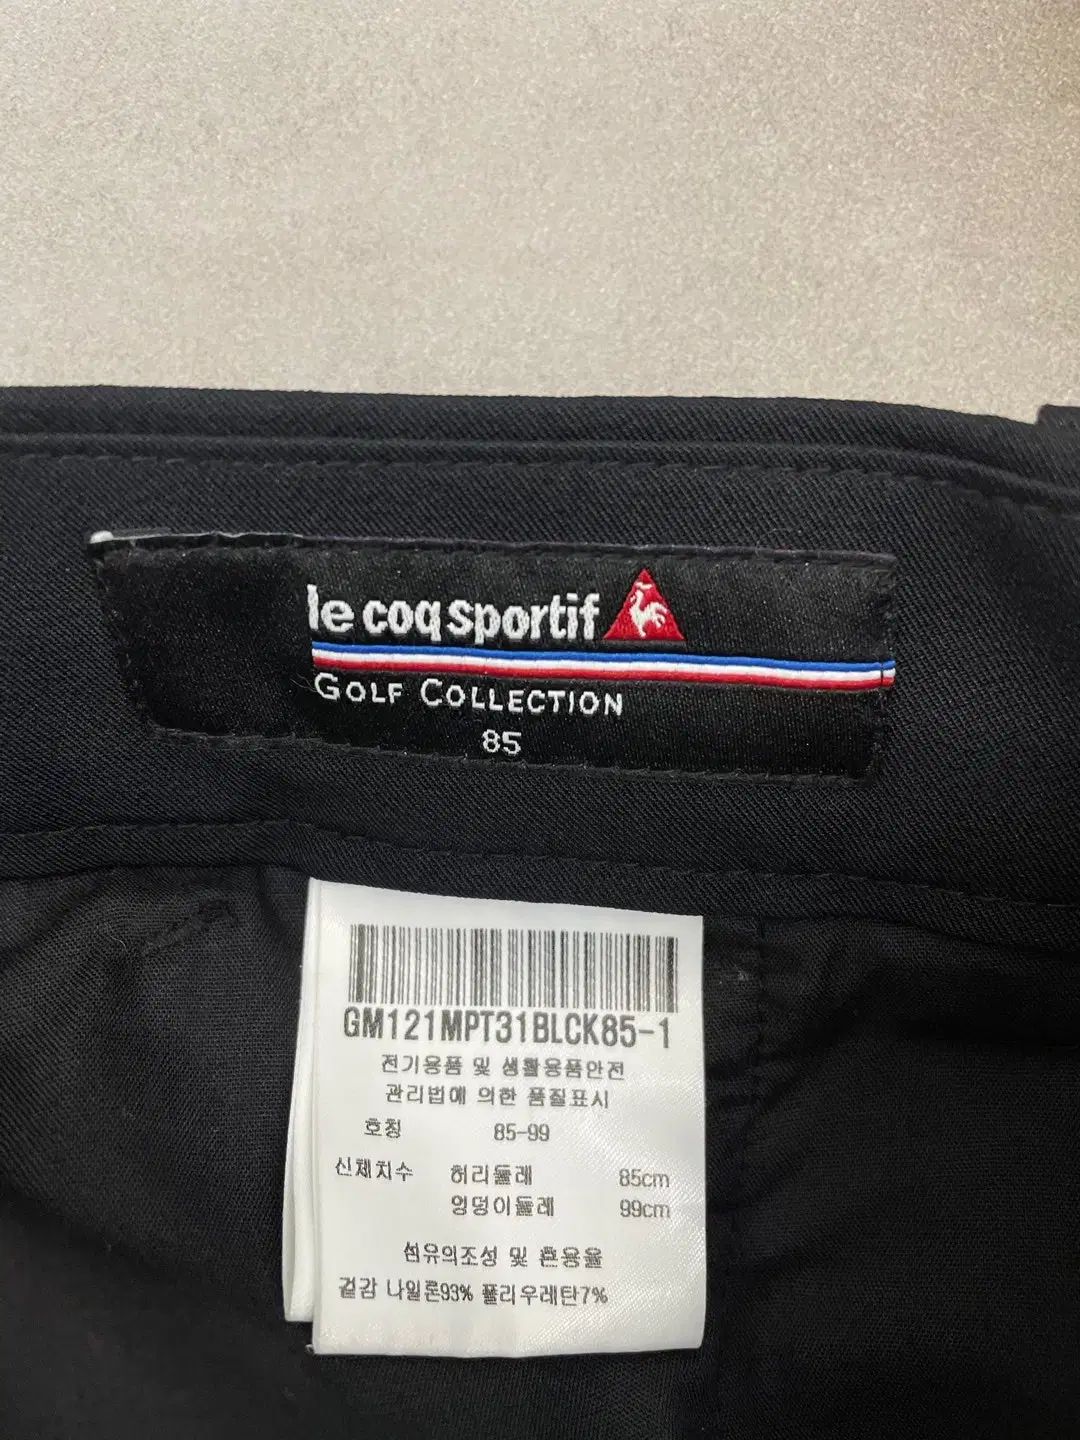 le coq sportif
GOLF COLLECTION
85
GM121MPT31BLCK85-1
전기용품 및 생활용품안전
관리법에 의한 품질표시
호칭 85-99
신체치수 허리둘레 85cm
엉덩이둘레 99cm
섬유의조성 및 혼용율
겉감 나일론93% 폴리우레탄7%